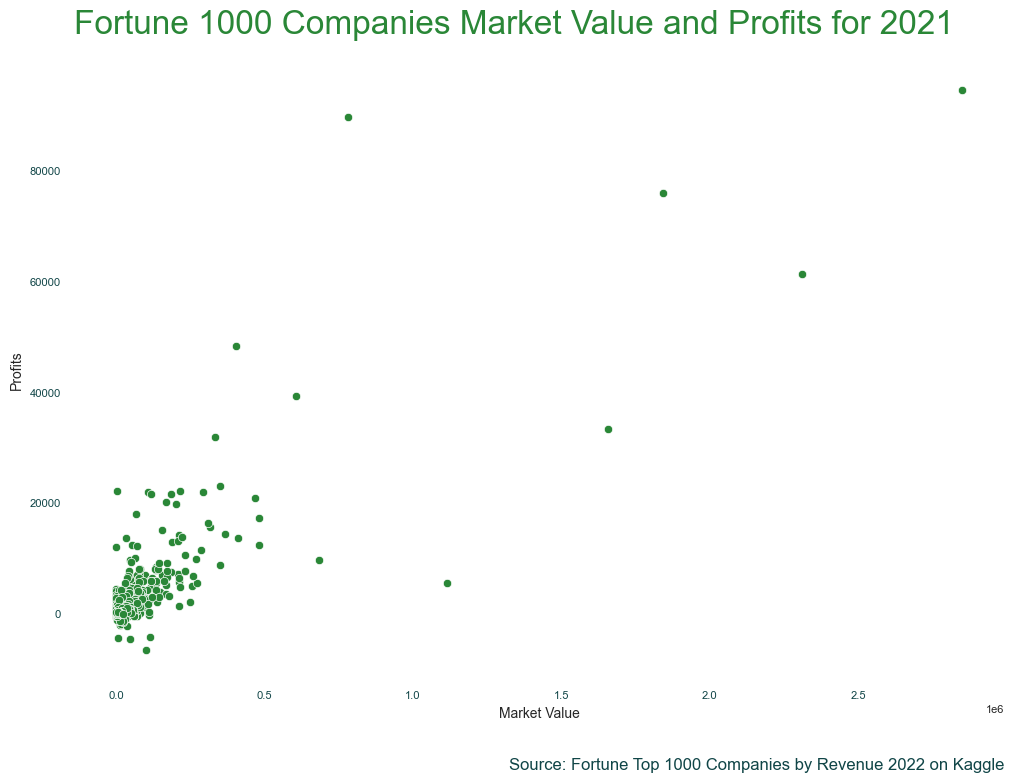 Fortune 1000 Companies Market Value and Profits for 2021
80000
60000
40000
20000
0
Profits
0.0 0.5 1.0 1.5 2.0 2.5
1e6
Market Value
Source: Fortune Top 1000 Companies by Revenue 2022 on Kaggle